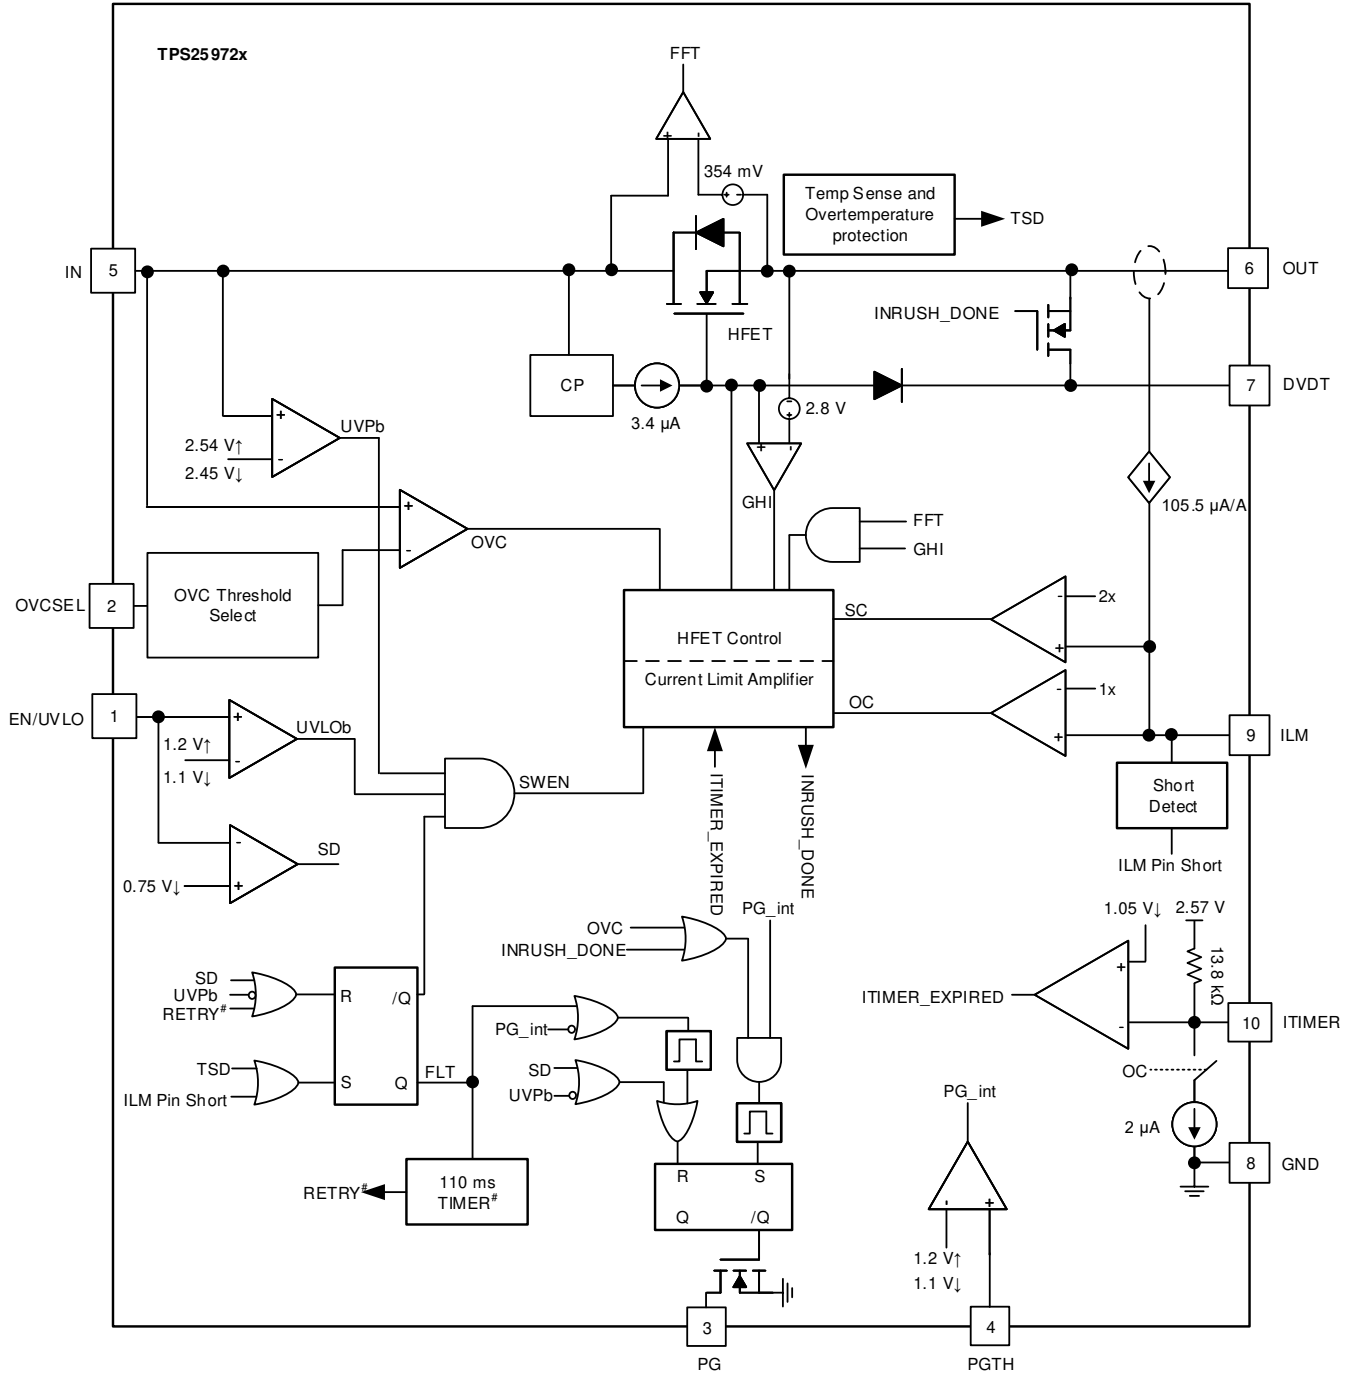 TPS25972x
FFT
+
-
354 mV
+
-
Temp Sense and
Overtemperature
protection
TSD
IN
5
6
OUT
INRUSH_DONE
HFET
CP
3.4 µA
7
DVDT
+
-
2.8 V
+
-
GHI
UVPb
+
-
2.54 V↑
2.45 V↓
+
-
OVC
105.5 µA/A
FFT
GHI
OVCSEL
2
OVC Threshold
Select
SC
-
2x
+
HFET Control
Current Limit Amplifier
OC
-
1x
+
EN/UVLO
1
+
-
1.2 V↑
1.1 V↓
UVLOb
9
ILM
SWEN
ITIMER_EXPIRED
INRUSH_DONE
Short
Detect
ILM Pin Short
-
+
SD
0.75 V↓
OVC
INRUSH_DONE
PG_int
1.05 V↓
2.57 V
13.8 kΩ
+
-
ITIMER_EXPIRED
10
ITIMER
SD
UVPb
RETRY#
R
/Q
TSD
ILM Pin Short
S
Q
FLT
PG_int
SD
UVPb
OC
2 µA
8
GND
PG_int
RETRY#
110 ms
TIMER#
R
S
Q
/Q
-
+
1.2 V↑
1.1 V↓
3
PG
4
PGTH